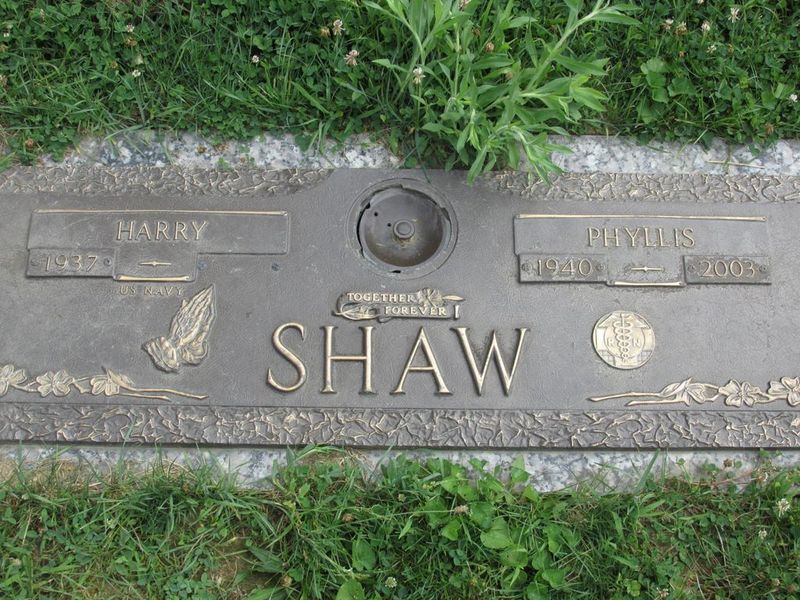 HARRY
1937
US NAVY
PHYLLIS
1940 2003
TOGETHER
FOREVER
SHAW
R N